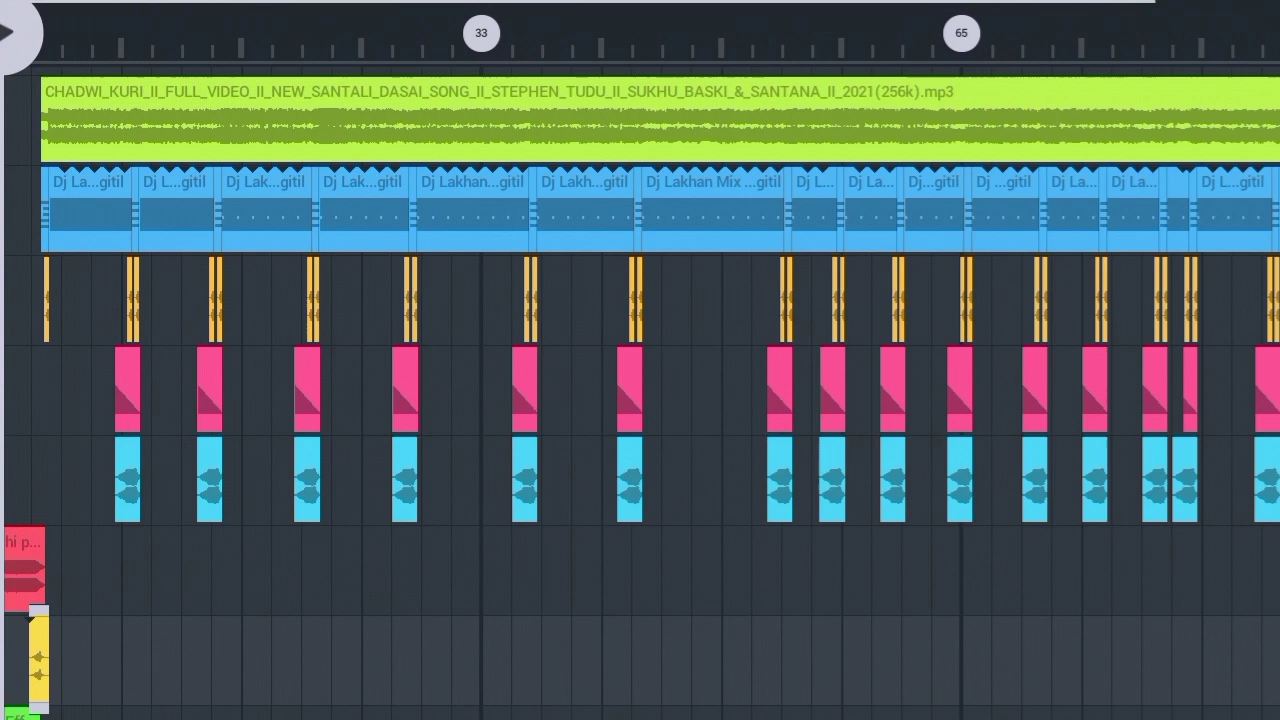 33
65
CHADWI_KURI_II_FULL_VIDEO_II_NEW_SANTALI_DASAI_SONG_II_STEPHEN_TUDU_II_SUKHU_BASKI_&_SANTANA_II_2021(256k).mp3
Dj La...gitil Dj L...gitil Dj Lak...gitil Dj Lak...gitil Dj Lakhan...gitil Dj Lakh...gitil Dj Lakhan Mix ...gitil Dj L... Dj La... Dj...gitil Dj ...gitil Dj La... Dj La... Dj L...gitil
hi p...
Eff